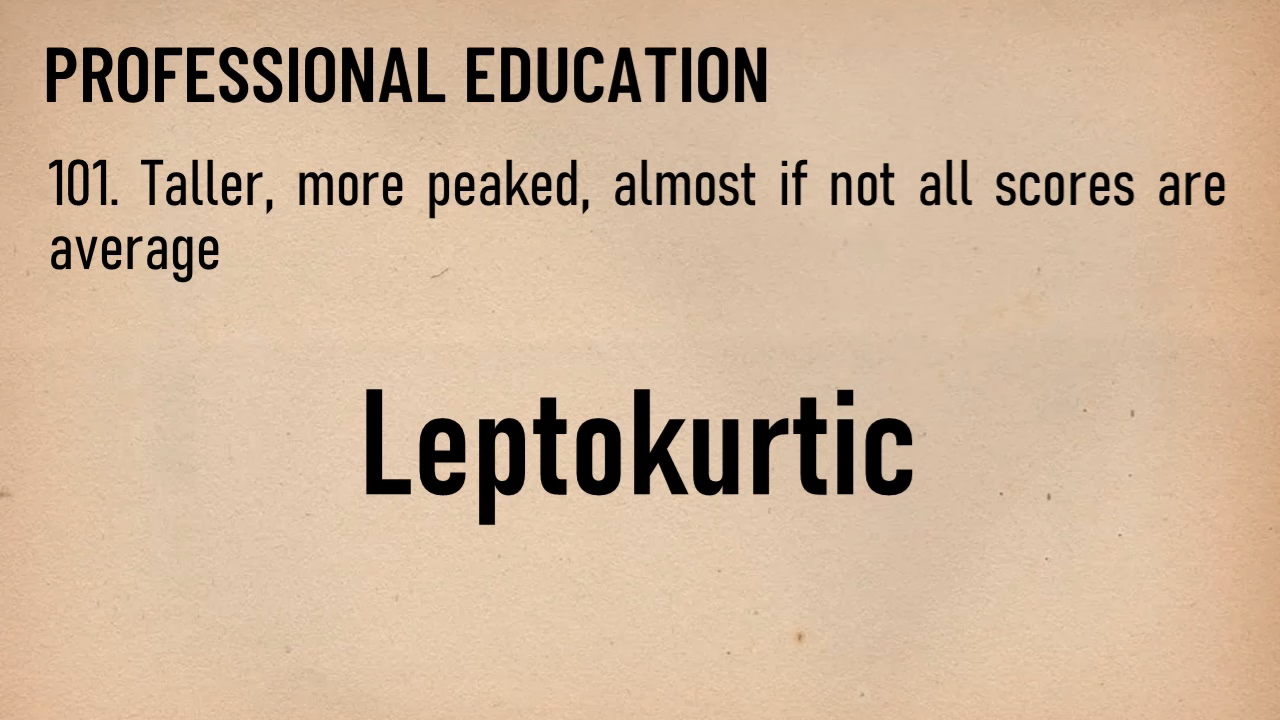 PROFESSIONAL EDUCATION
101. Taller, more peaked, almost if not all scores are
average
Leptokurtic